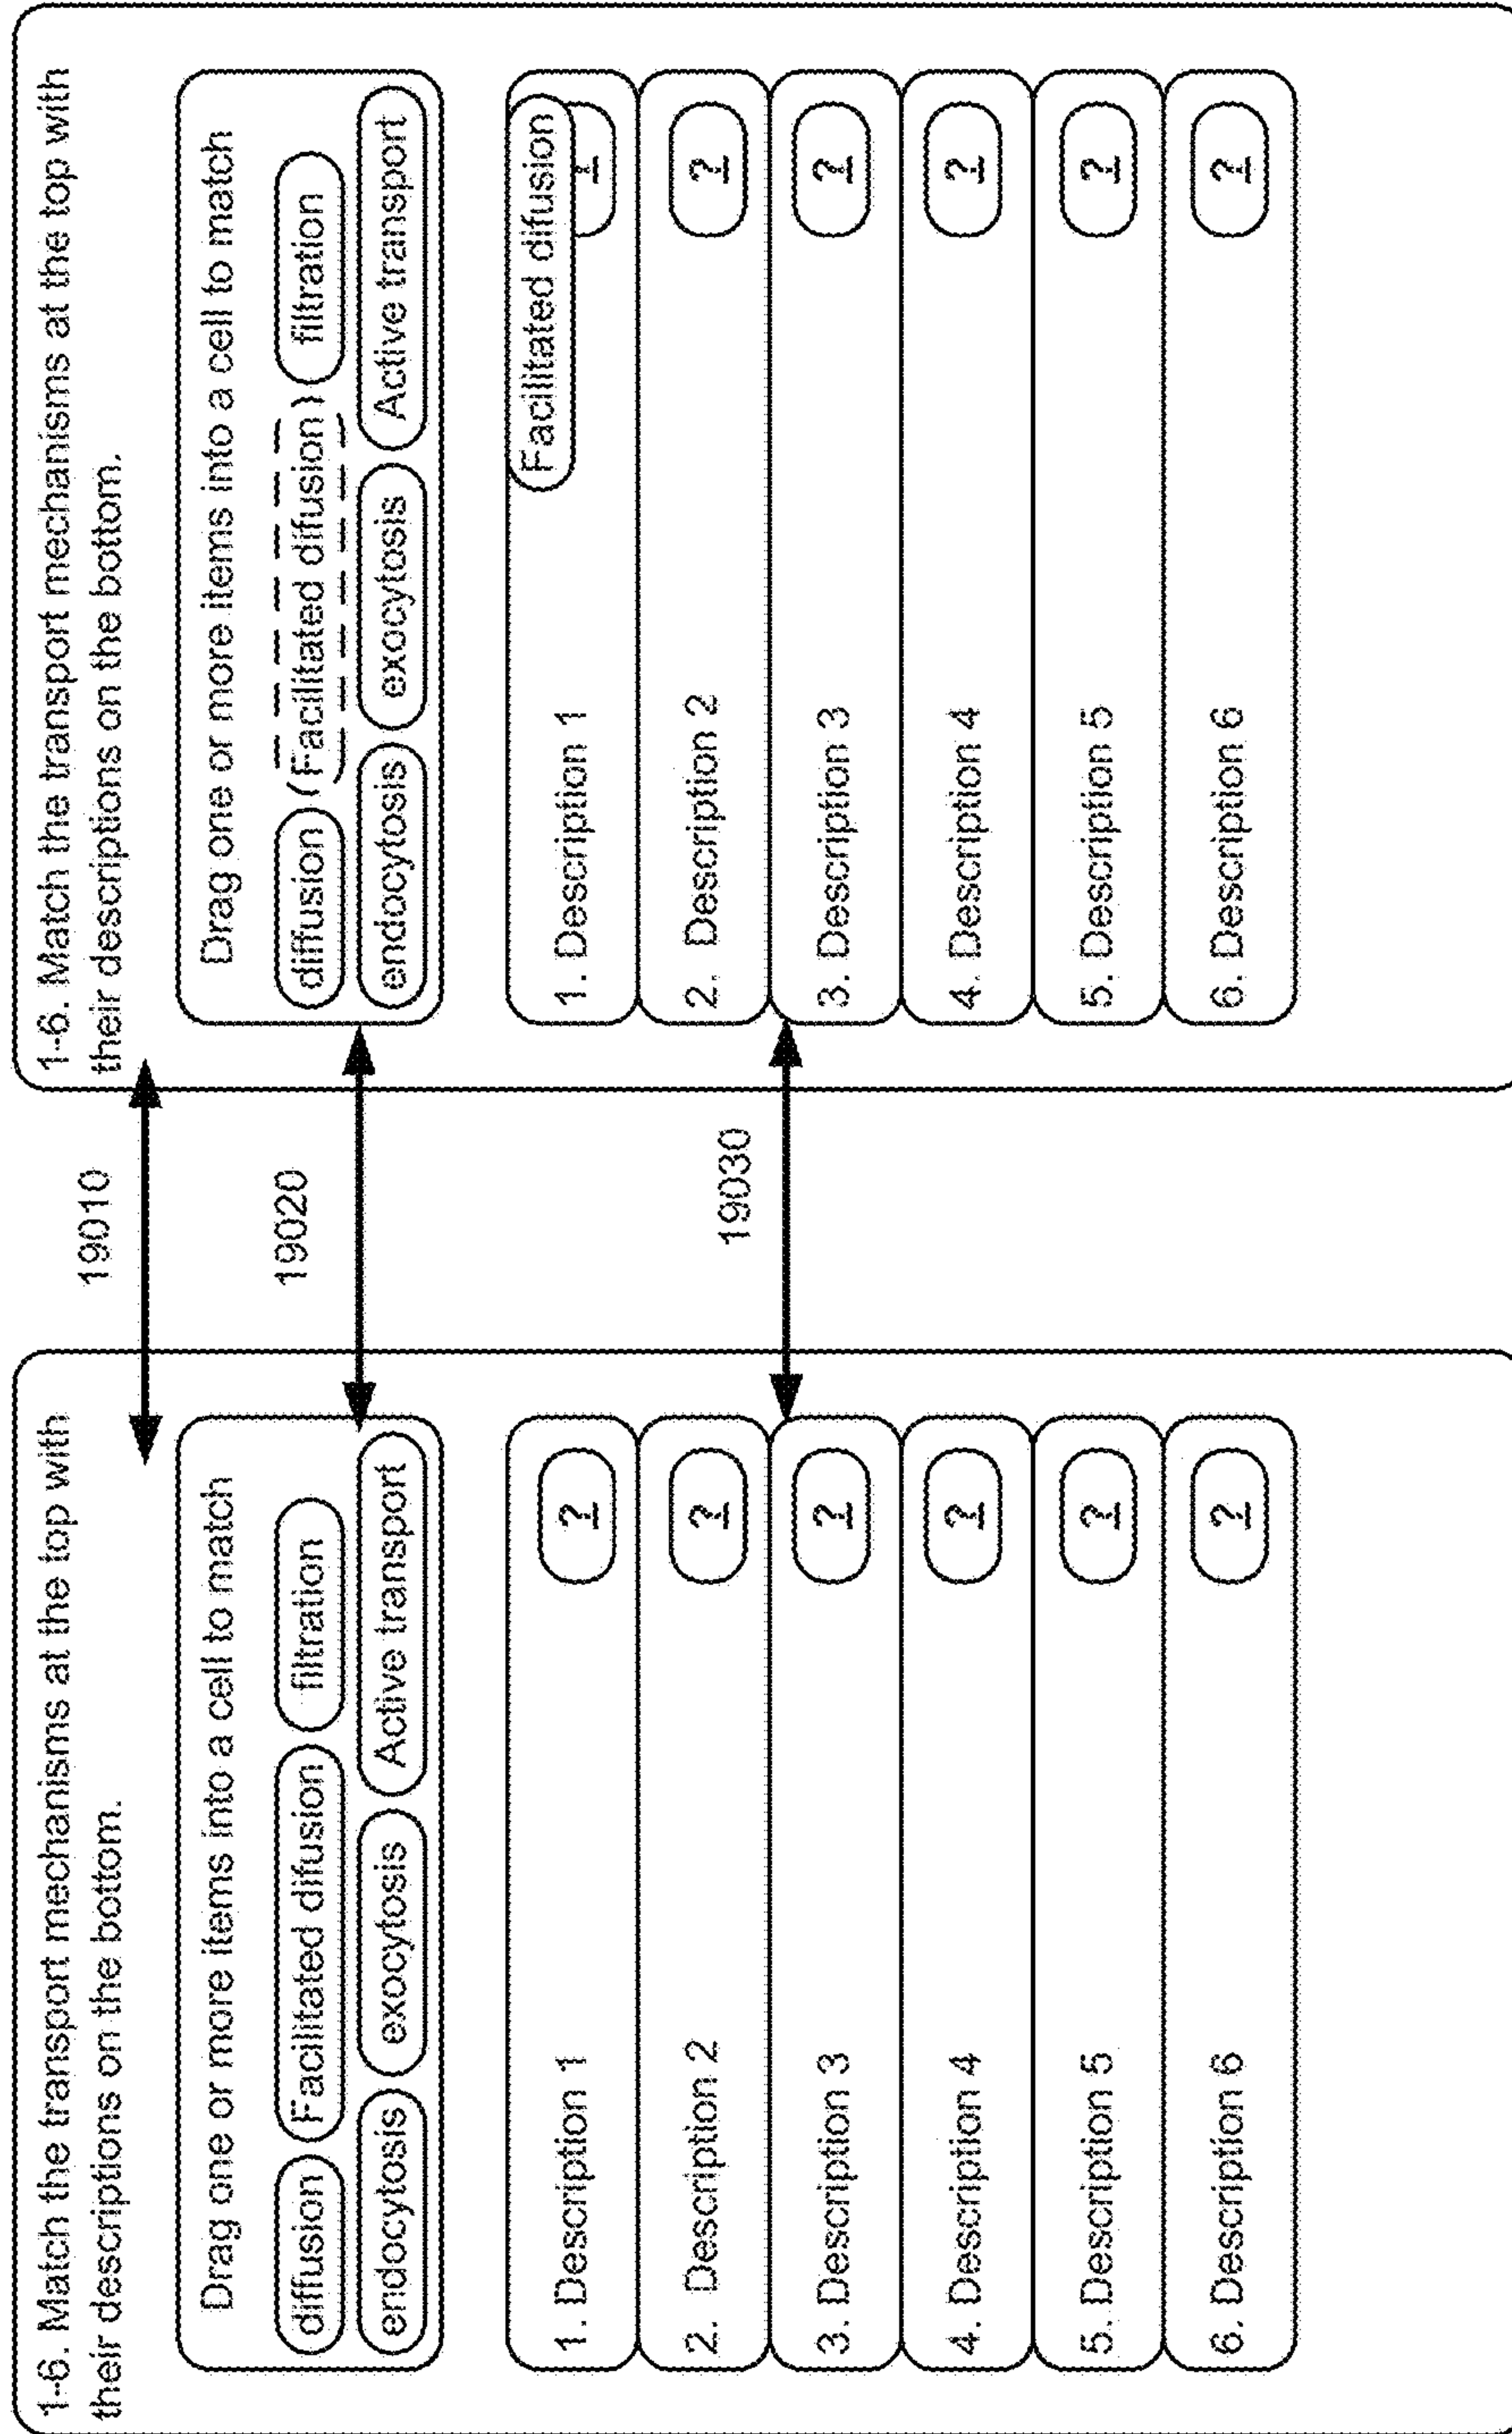 1-6. Match the transport mechanisms at the top with
their descriptions on the bottom.
Drag one or more items into a cell to match
diffusion Facilitated difusion filtration
endocytosis exocytosis Active transport
1. Description 1 ?
2. Description 2 ?
3. Description 3 ?
4. Description 4 ?
5. Description 5 ?
6. Description 6 ?
19010
19020
19030
1-6. Match the transport mechanisms at the top with
their descriptions on the bottom.
Drag one or more items into a cell to match
diffusion Facilitated difusion filtration
endocytosis exocytosis Active transport
Facilitated difusion
1. Description 1 ?
2. Description 2 ?
3. Description 3 ?
4. Description 4 ?
5. Description 5 ?
6. Description 6 ?